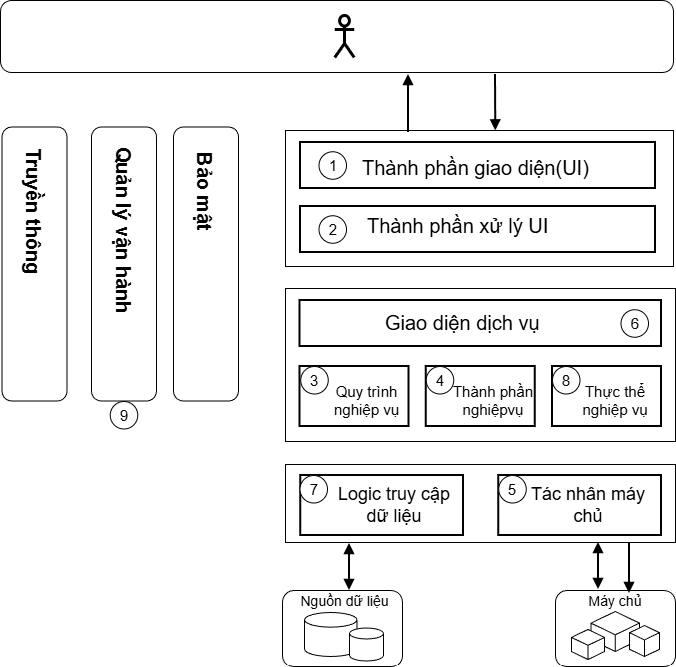 Truyền thông
Quản lý vận hành
9
Bảo mật
1
Thành phần giao diện(UI)
2
Thành phần xử lý UI
Giao diện dịch vụ
6
3
Quy trình
nghiệp vụ
4
Thành phần
nghiệpvụ
8
Thực thể
nghiệp vụ
7
Logic truy cập
dữ liệu
5
Tác nhân máy
chủ
Nguồn dữ liệu
Máy chủ